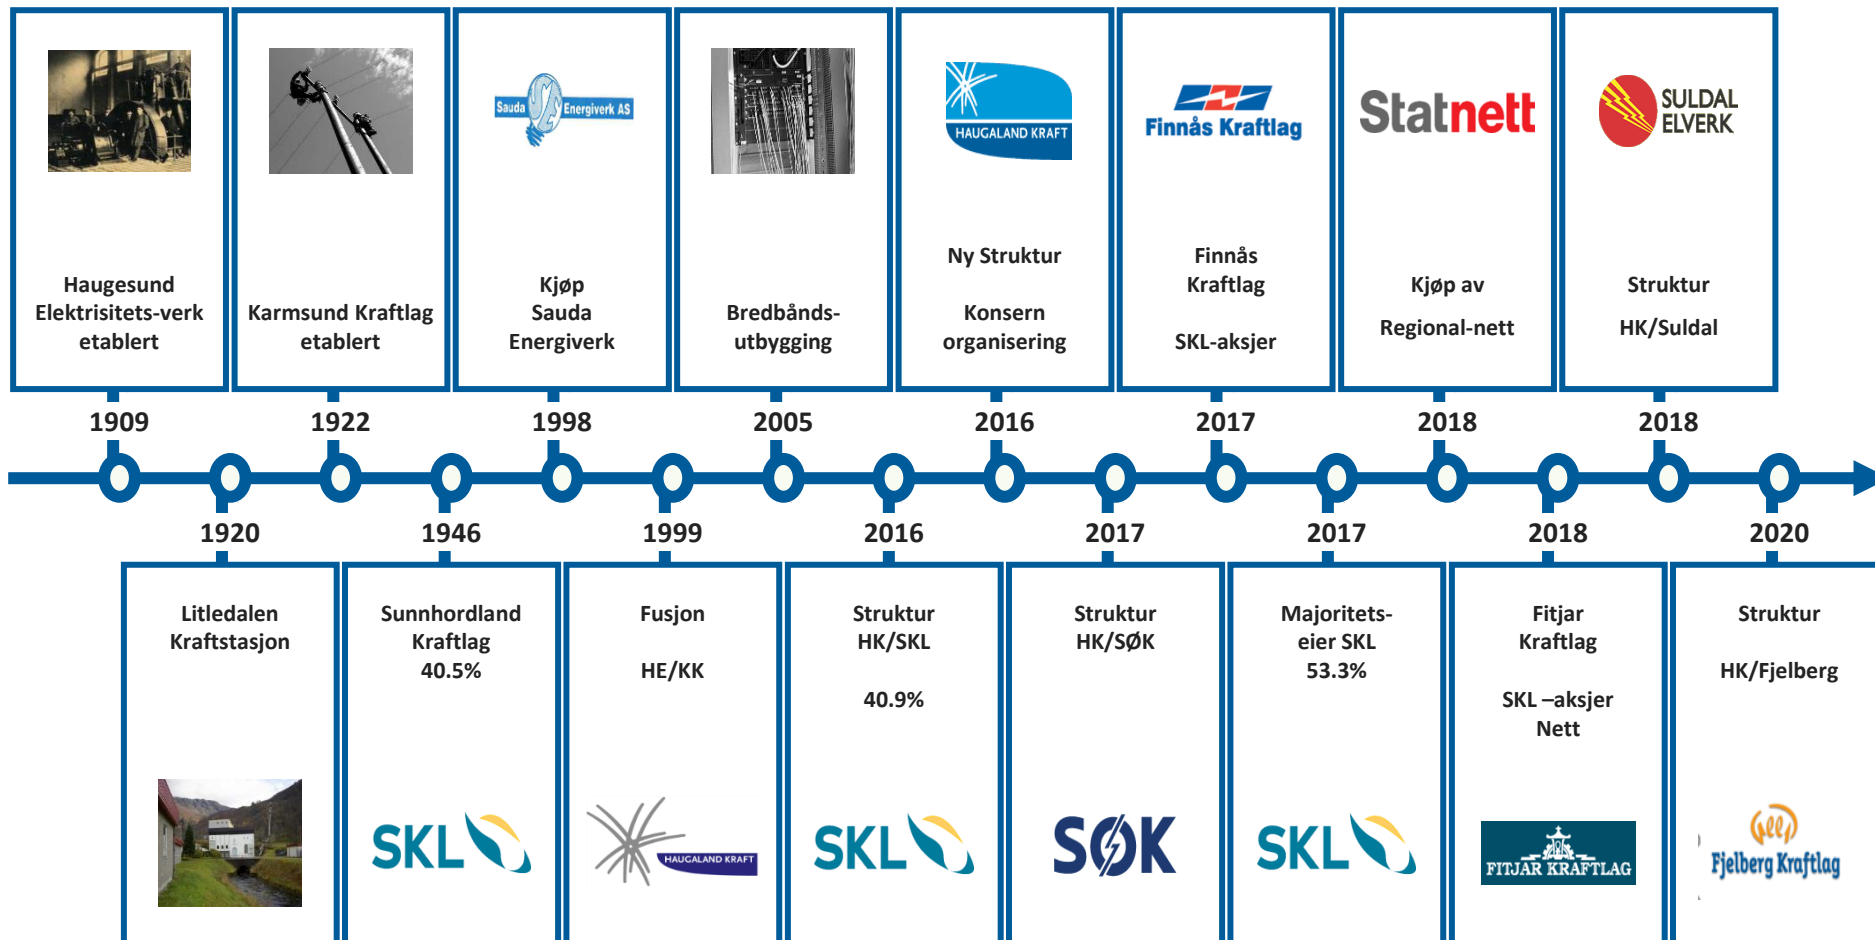 Sauda Energiverk AS
HAUGALAND KRAFT
Finnås Kraftlag
Statnett
SULDAL
ELVERK
Haugesund
Elektrisitets-verk
etablert
Karmsund Kraftlag
etablert
Kjøp
Sauda
Energiverk
Bredbånds-
utbygging
Ny Struktur
Konsern
organisering
Finnås
Kraftlag
SKL-aksjer
Kjøp av
Regional-nett
Struktur
HK/Suldal
1909
1922
1998
2005
2016
2017
2018
2018
1920
1946
1999
2016
2017
2017
2018
2020
Litledalen
Kraftstasjon
Sunnhordland
Kraftlag
40.5%
SKL
Fusjon
HE/KK
HAUGALAND KRAFT
Struktur
HK/SKL
40.9%
SKL
Struktur
HK/SØK
SØK
Majoritets-
eier SKL
53.3%
SKL
Fitjar
Kraftlag
SKL –aksjer
Nett
FITJAR KRAFTLAG
Struktur
HK/Fjelberg
Fjelberg Kraftlag